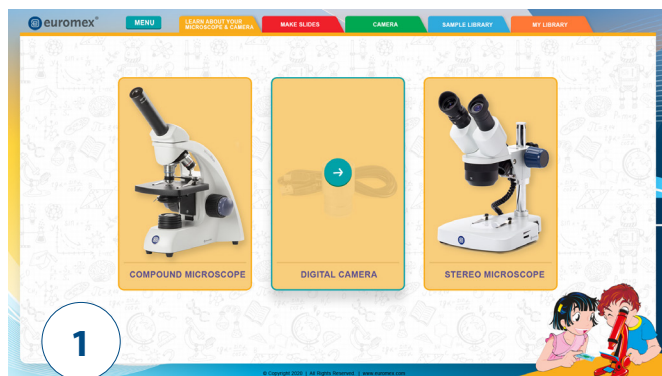 euromex®
MENU
LEARN ABOUT YOUR
MICROSCOPE & CAMERA
MAKE SLIDES
CAMERA
SAMPLE LIBRARY
MY LIBRARY
COMPOUND MICROSCOPE
DIGITAL CAMERA
STEREO MICROSCOPE
1
© Copyright 2020 | All Rights Reserved | www.euromex.com